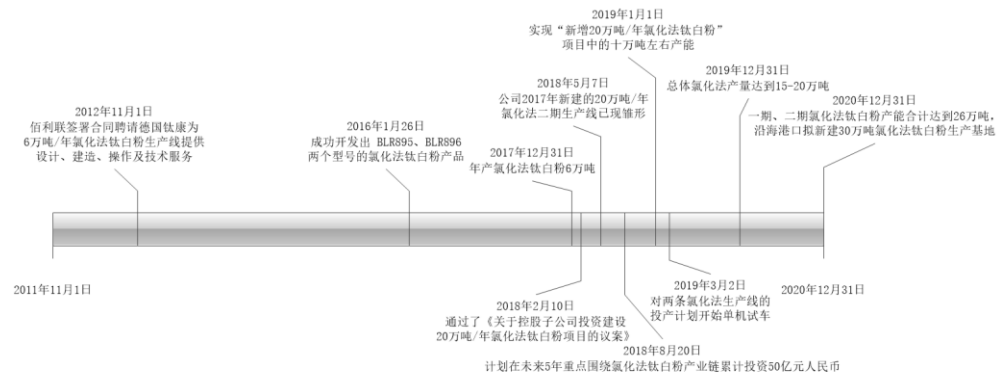 2012年11月1日
佰利联签署合同聘请德国钛康为
6万吨/年氯化法钛白粉生产线提供
设计、建造、操作及技术服务
2016年1月26日
成功开发出 BLR895、BLR896
两个型号的氯化法钛白粉产品
2017年12月31日
年产氯化法钛白粉6万吨
2018年5月7日
公司2017年新建的20万吨/年
氯化法二期生产线已现雏形
2019年1月1日
实现“新增20万吨/年氯化法钛白粉”
项目中的十万吨左右产能
2019年12月31日
总体氯化法产量达到15-20万吨
2020年12月31日
一期、二期氯化法钛白粉产能合计达到26万吨，
沿海港口拟新建30万吨氯化法钛白粉生产基地
2011年11月1日
2018年2月10日
通过了《关于控股子公司投资建设
20万吨/年氯化法钛白粉项目的议案》
2018年8月20日
计划在未来5年重点围绕氯化法钛白粉产业链累计投资50亿元人民币
2019年3月2日
对两条氯化法生产线的
投产计划开始单机试车
2020年12月31日